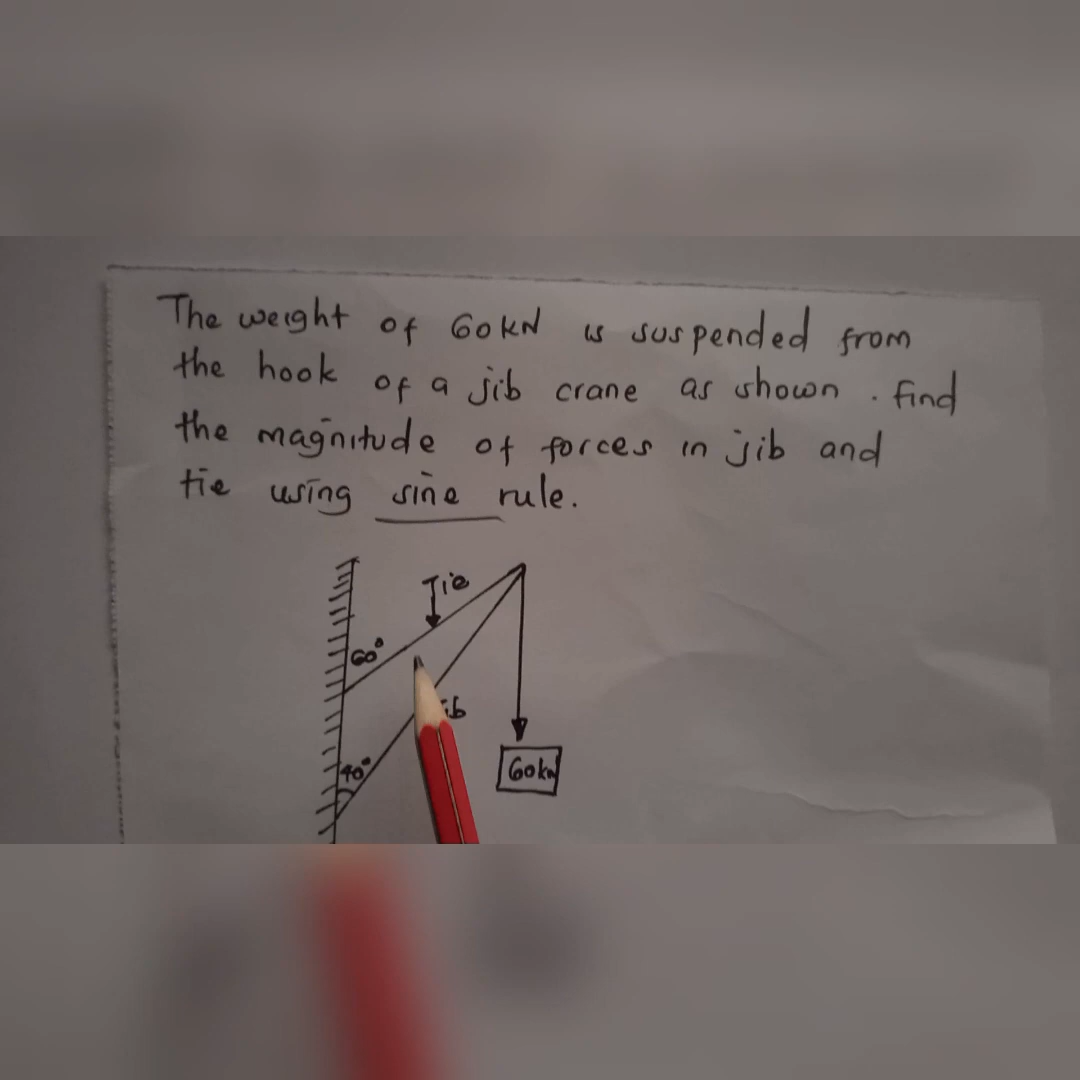 The weight of 60kN is suspended from
the hook of a jib crane as shown. find
the magnitude of forces in jib and
tie using sine rule.
Tie
60°
40°
60kN